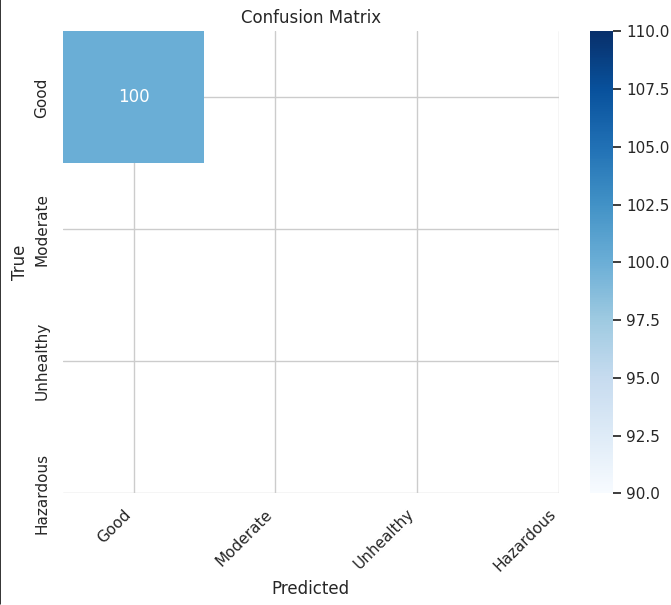 Confusion Matrix
100
True
Good
Moderate
Unhealthy
Hazardous
Good
Moderate
Unhealthy
Hazardous
Predicted
110.0
107.5
105.0
102.5
100.0
97.5
95.0
92.5
90.0